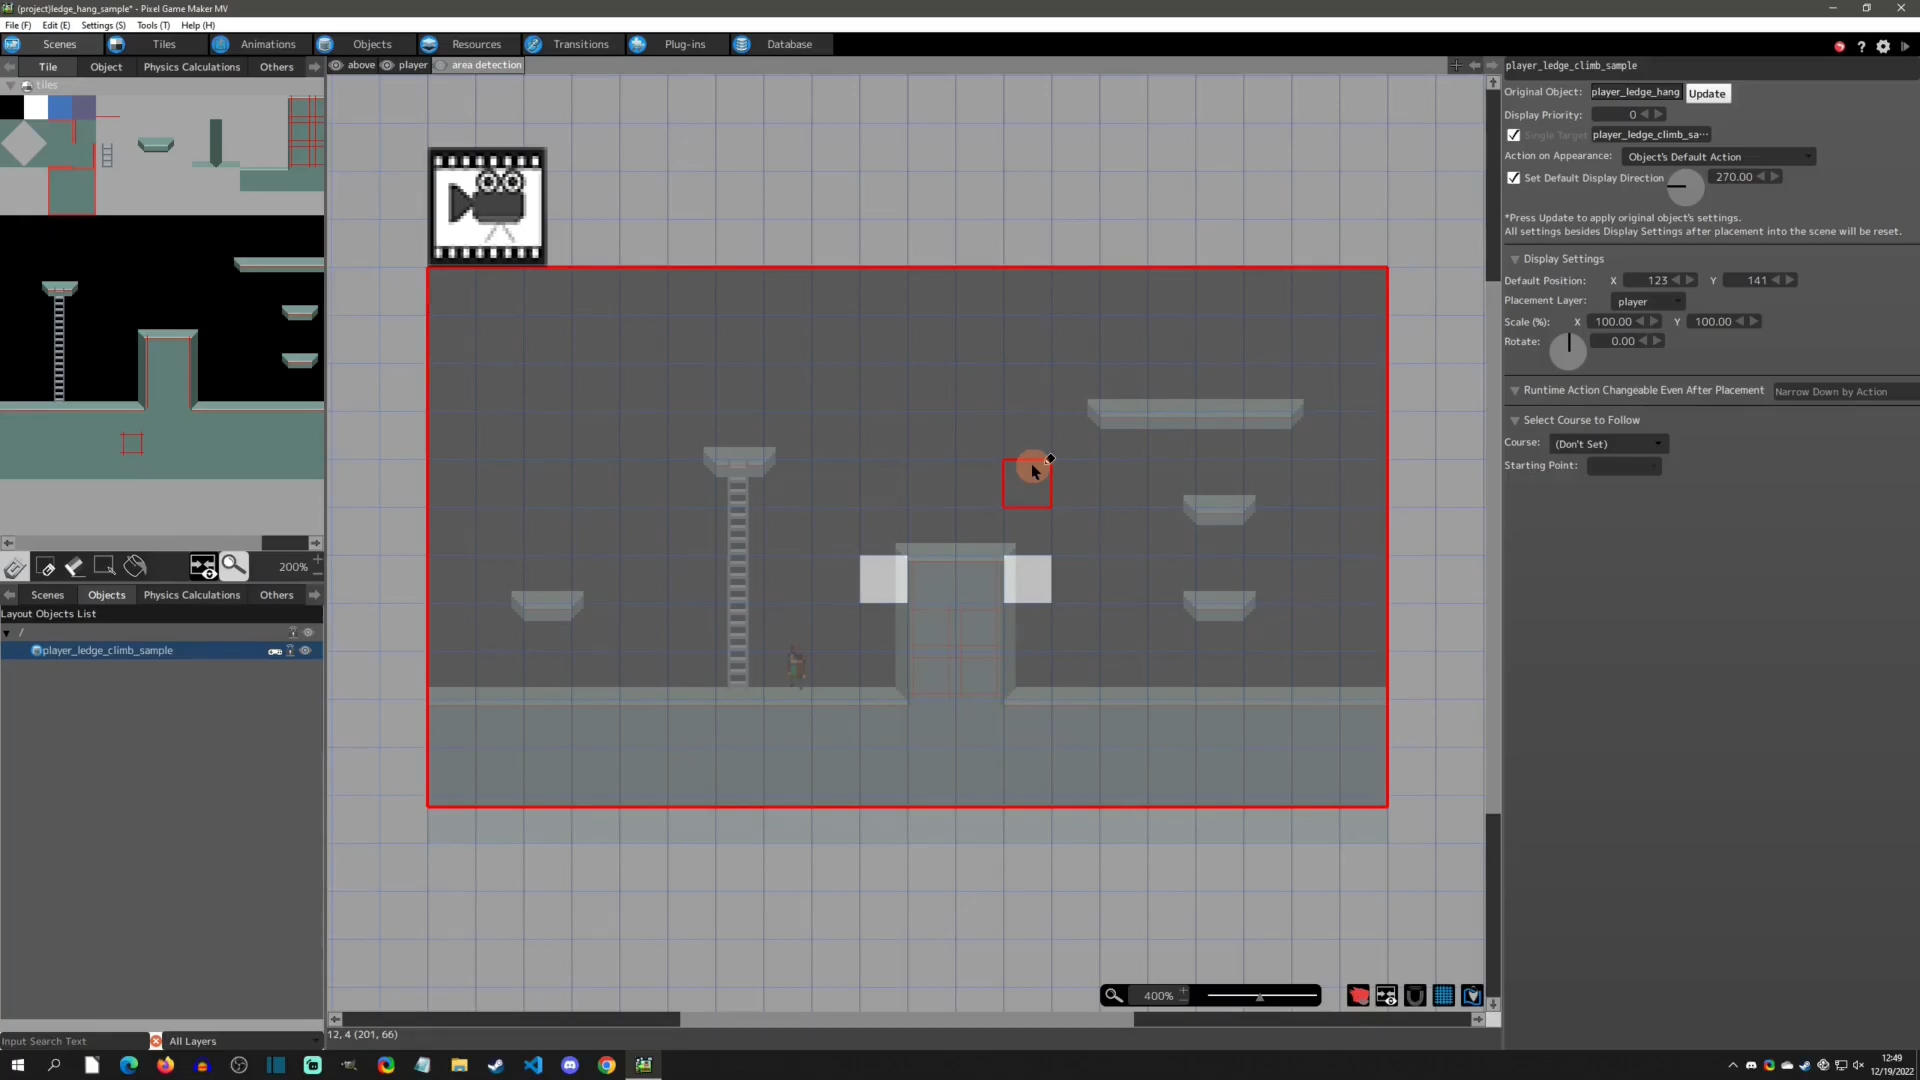 (project)ledge_hang_sample* - Pixel Game Maker MV
File (F) Edit (E) Settings (S) Tools (T) Help (H)
Scenes Tiles Animations Objects Resources Transitions Plug-ins Database
Tile Object Physics Calculations Others
above player area detection
player_ledge_climb_sample
tiles
Original Object: player_ledge_hang Update
Display Priority: 0
Single Target player_ledge_climb_sa···
Action on Appearance: Object's Default Action
Set Default Display Direction 270.00
*Press Update to apply original object's settings.
All settings besides Display Settings after placement into the scene will be reset.
Display Settings
Default Position: X 123 Y 141
Placement Layer: player
Scale (%): X 100.00 Y 100.00
Rotate: 0.00
Runtime Action Changeable Even After Placement Narrow Down by Action
Select Course to Follow
Course: (Don't Set)
Starting Point:
200%
Scenes Objects Physics Calculations Others
Layout Objects List
/
player_ledge_climb_sample
400%
12, 4 (201, 66)
Input Search Text All Layers
12:49
12/19/2022